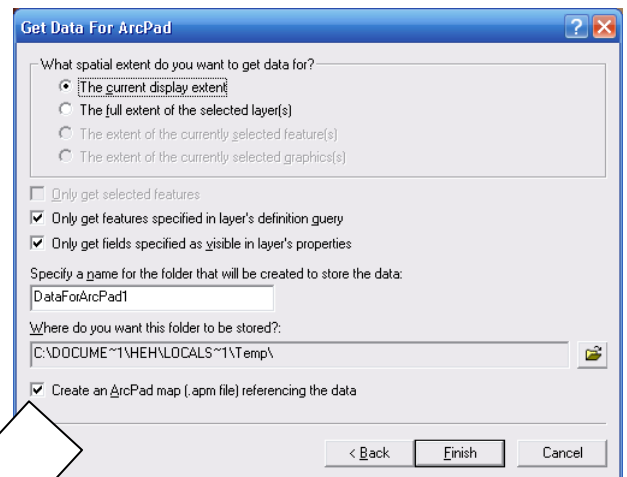 Get Data For ArcPad
What spatial extent do you want to get data for?
The current display extent
The full extent of the selected layer(s)
The extent of the currently selected feature(s)
The extent of the currently selected graphics(s)
Only get selected features
Only get features specified in layer's definition query
Only get fields specified as visible in layer's properties
Specify a name for the folder that will be created to store the data:
DataForArcPad1
Where do you want this folder to be stored?:
C:\DOCUME~1\HEH\LOCALS~1\Temp\
Create an ArcPad map (.apm file) referencing the data
< Back Finish Cancel